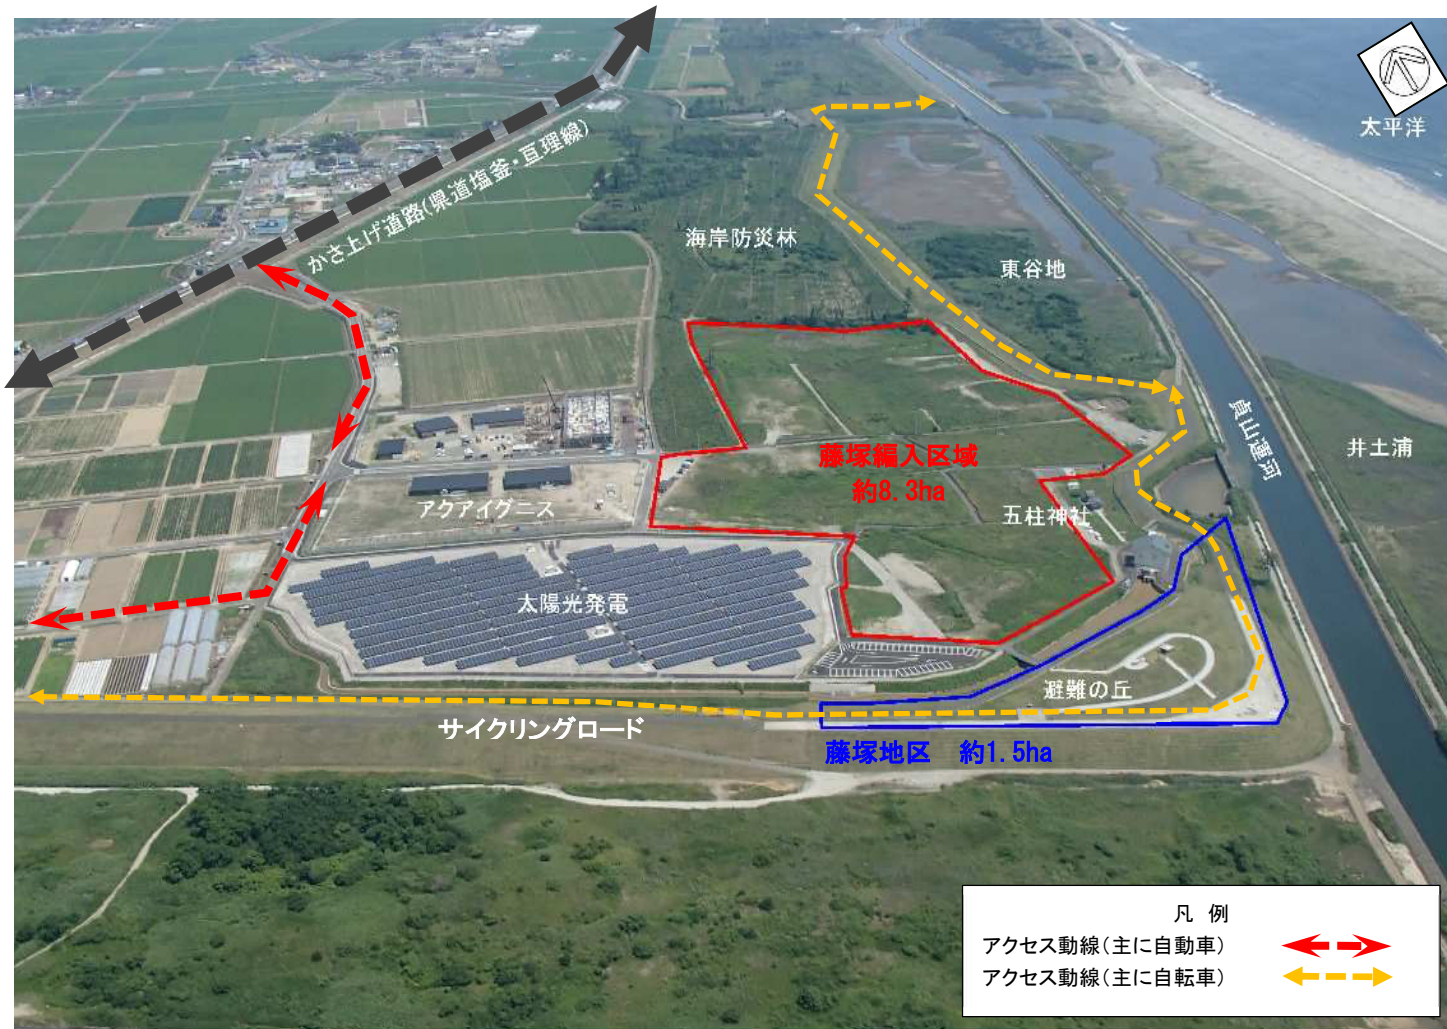 太平洋
かさ上げ道路(県道塩釜・亘理線)
海岸防災林
東谷地
貞山運河
井土浦
藤塚編入区域
約8.3ha
アクアイグニス
五柱神社
太陽光発電
避難の丘
サイクリングロード
藤塚地区 約1.5ha
凡 例
アクセス動線(主に自動車)
アクセス動線(主に自転車)